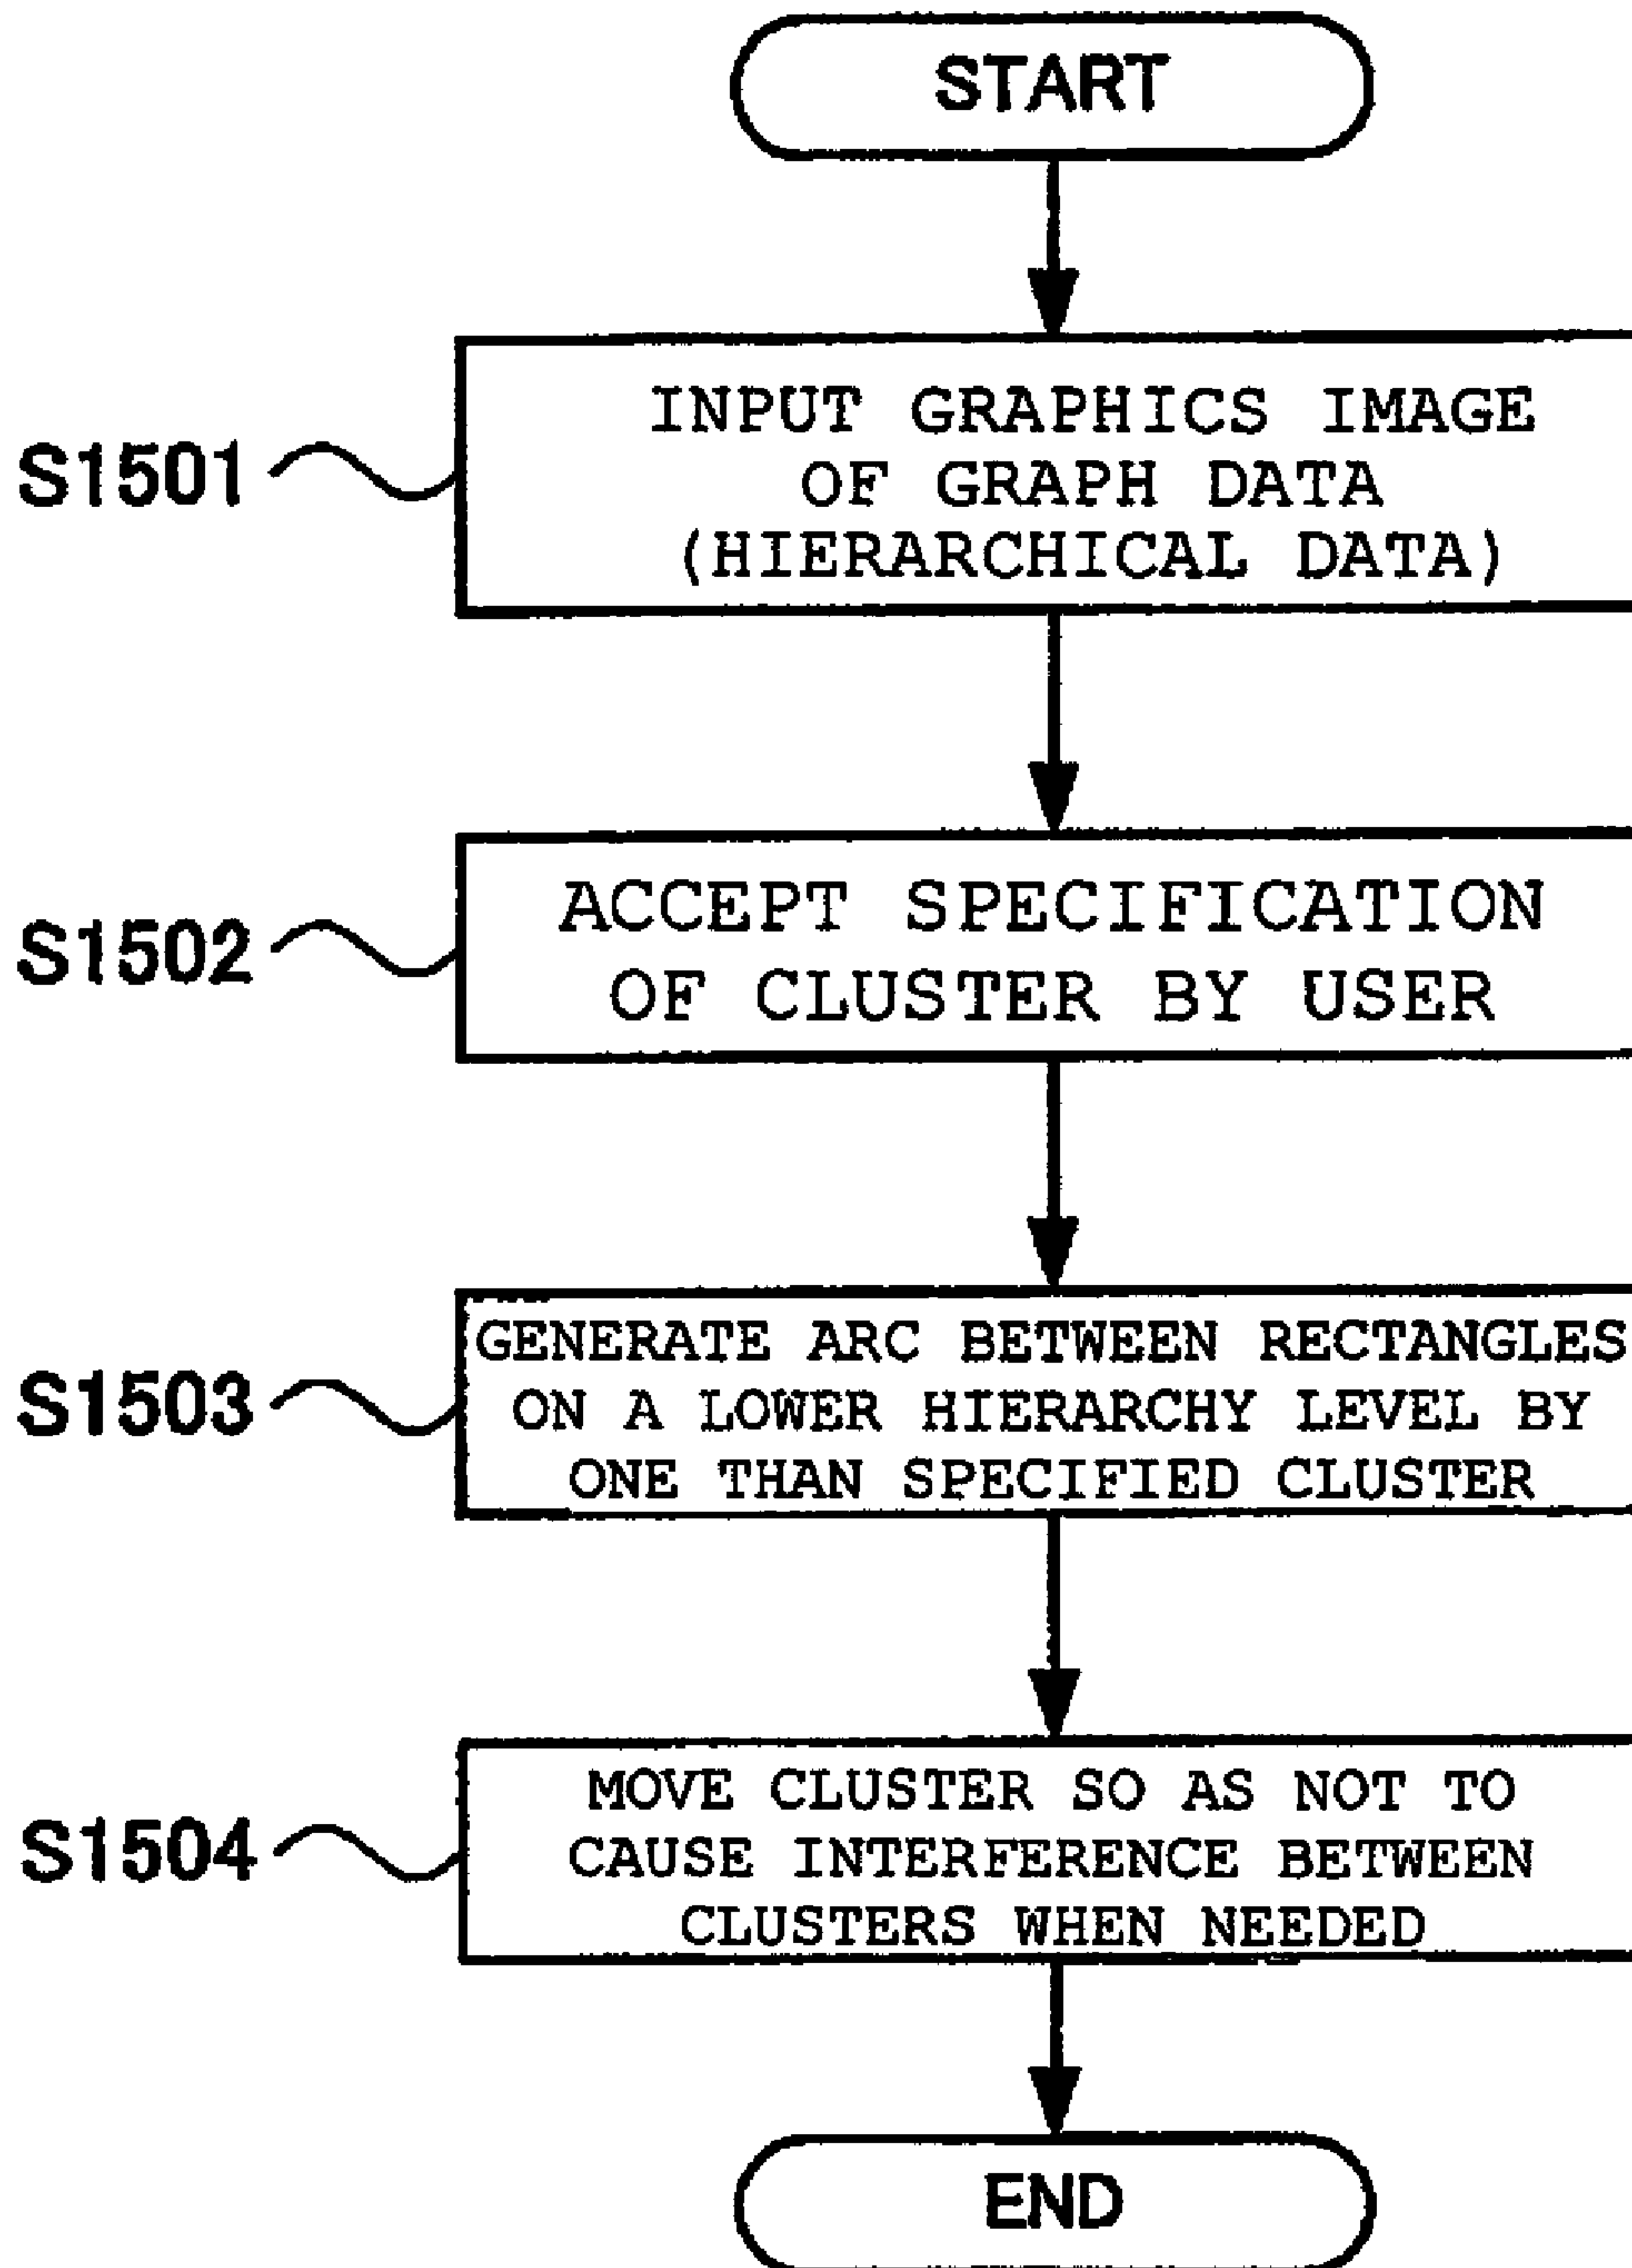 START
S1501
INPUT GRAPHICS IMAGE
OF GRAPH DATA
(HIERARCHICAL DATA)
S1502
ACCEPT SPECIFICATION
OF CLUSTER BY USER
S1503
GENERATE ARC BETWEEN RECTANGLES
ON A LOWER HIERARCHY LEVEL BY
ONE THAN SPECIFIED CLUSTER
S1504
MOVE CLUSTER SO AS NOT TO
CAUSE INTERFERENCE BETWEEN
CLUSTERS WHEN NEEDED
END